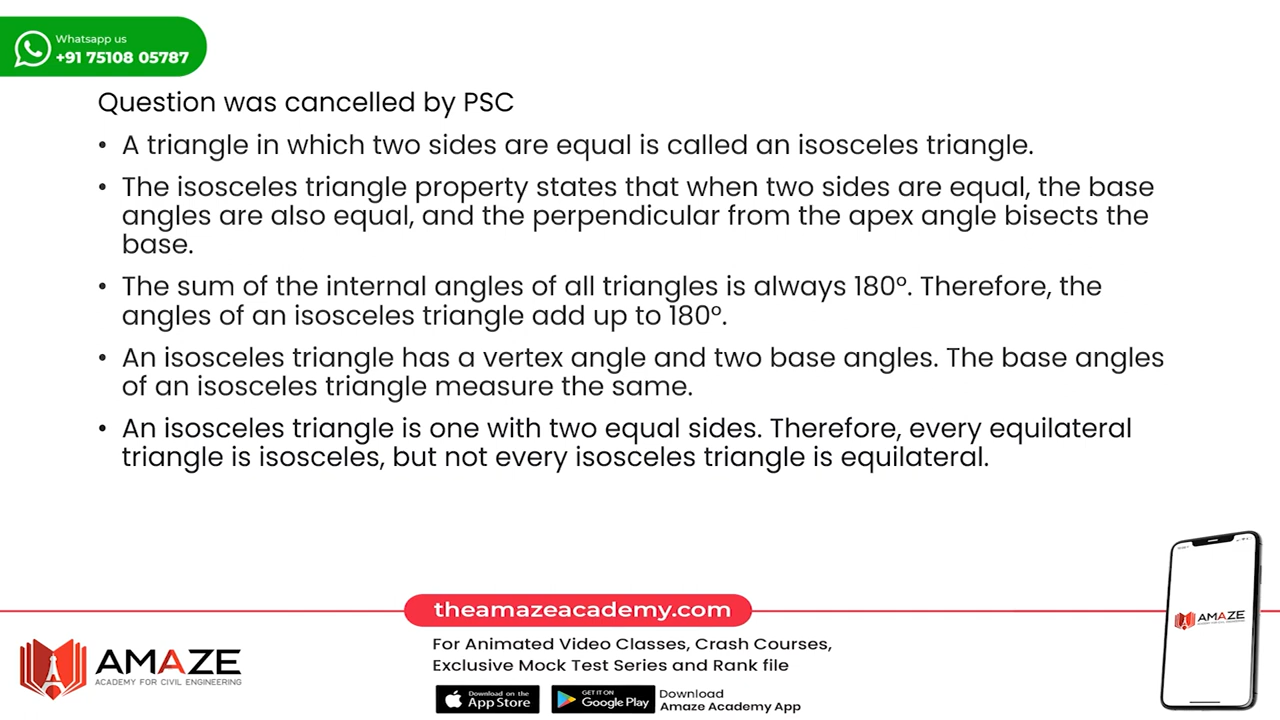 Whatsapp us
+91 75108 05787
Question was cancelled by PSC
• A triangle in which two sides are equal is called an isosceles triangle.
• The isosceles triangle property states that when two sides are equal, the base
angles are also equal, and the perpendicular from the apex angle bisects the
base.
• The sum of the internal angles of all triangles is always 180°. Therefore, the
angles of an isosceles triangle add up to 180°.
• An isosceles triangle has a vertex angle and two base angles. The base angles
of an isosceles triangle measure the same.
• An isosceles triangle is one with two equal sides. Therefore, every equilateral
triangle is isosceles, but not every isosceles triangle is equilateral.
theamazeacademy.com
AMAZE
ACADEMY FOR CIVIL ENGINEERING
For Animated Video Classes, Crash Courses,
Exclusive Mock Test Series and Rank file
Download on the
App Store
GET IT ON
Google Play
Download
Amaze Academy App
AMAZE